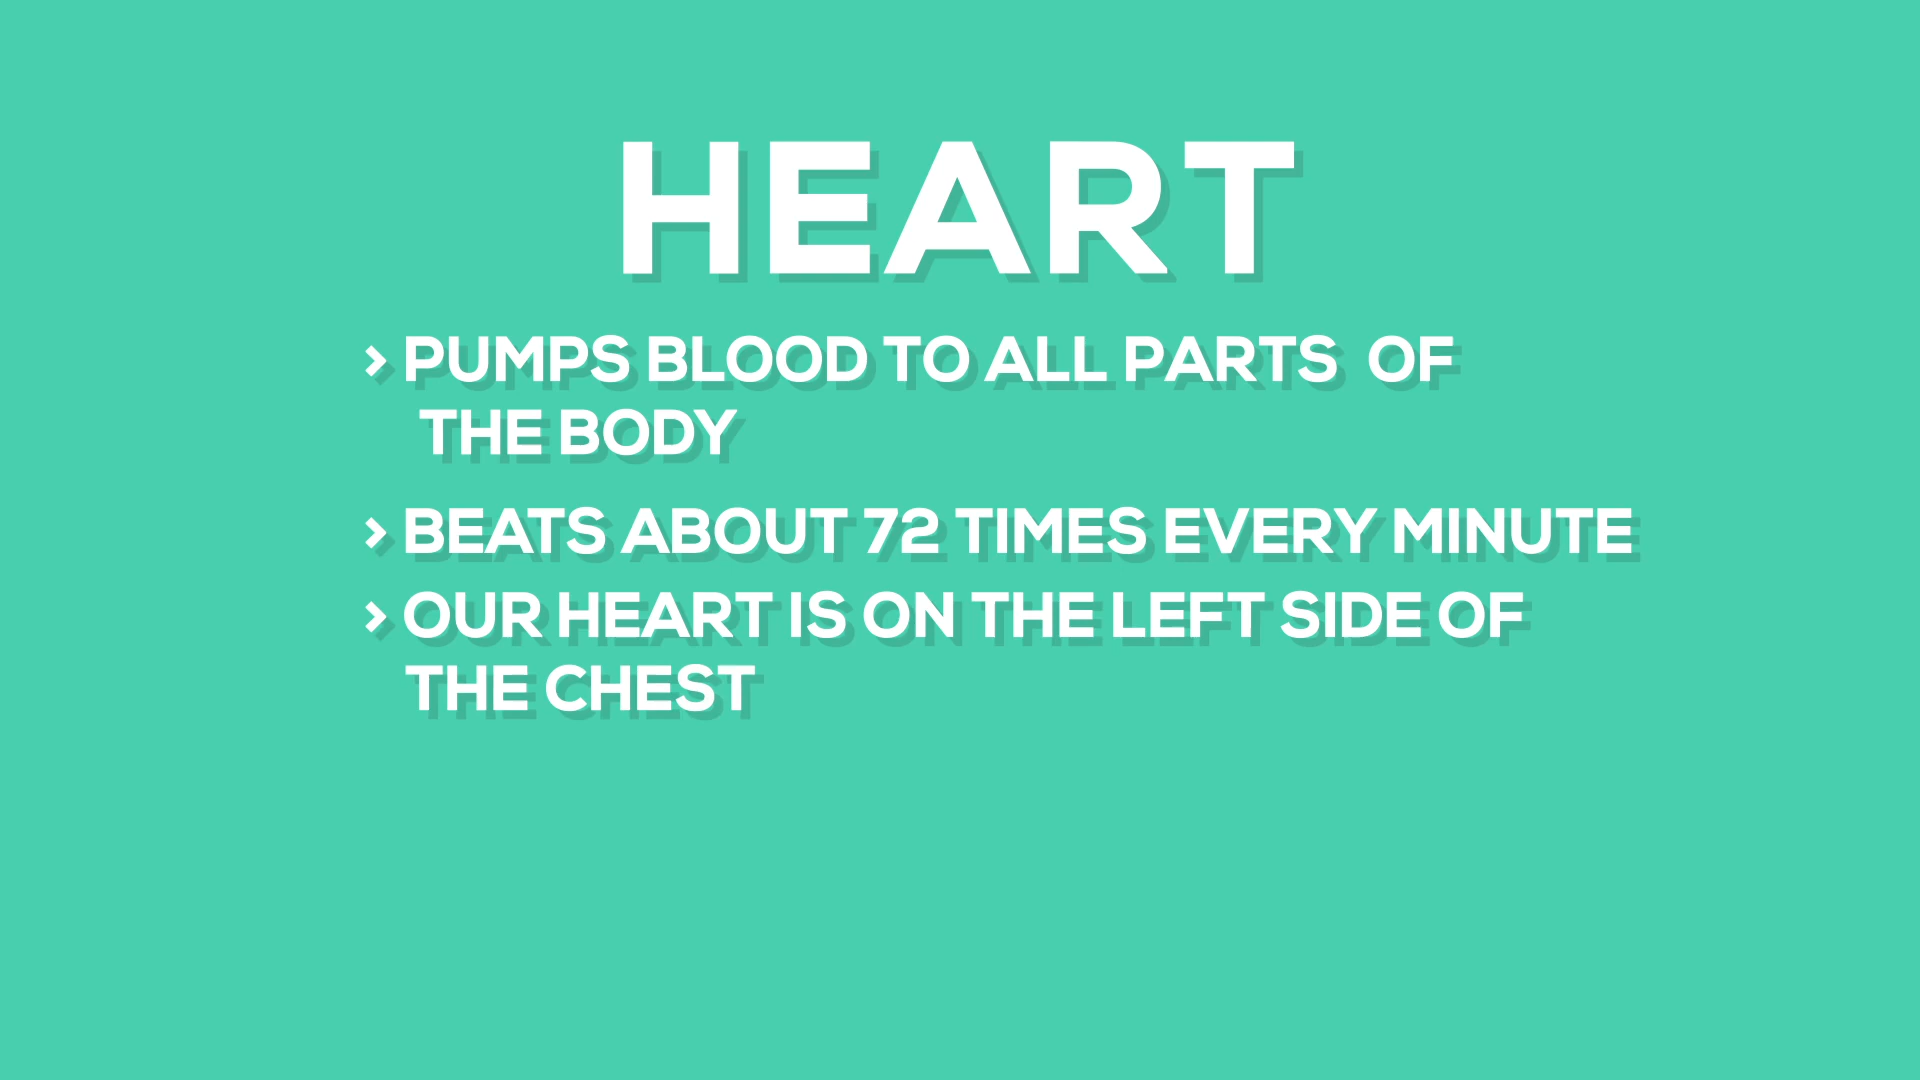 HEART
> PUMPS BLOOD TO ALL PARTS  OF
THE BODY
> BEATS ABOUT 72 TIMES EVERY MINUTE
> OUR HEART IS ON THE LEFT SIDE OF
THE CHEST